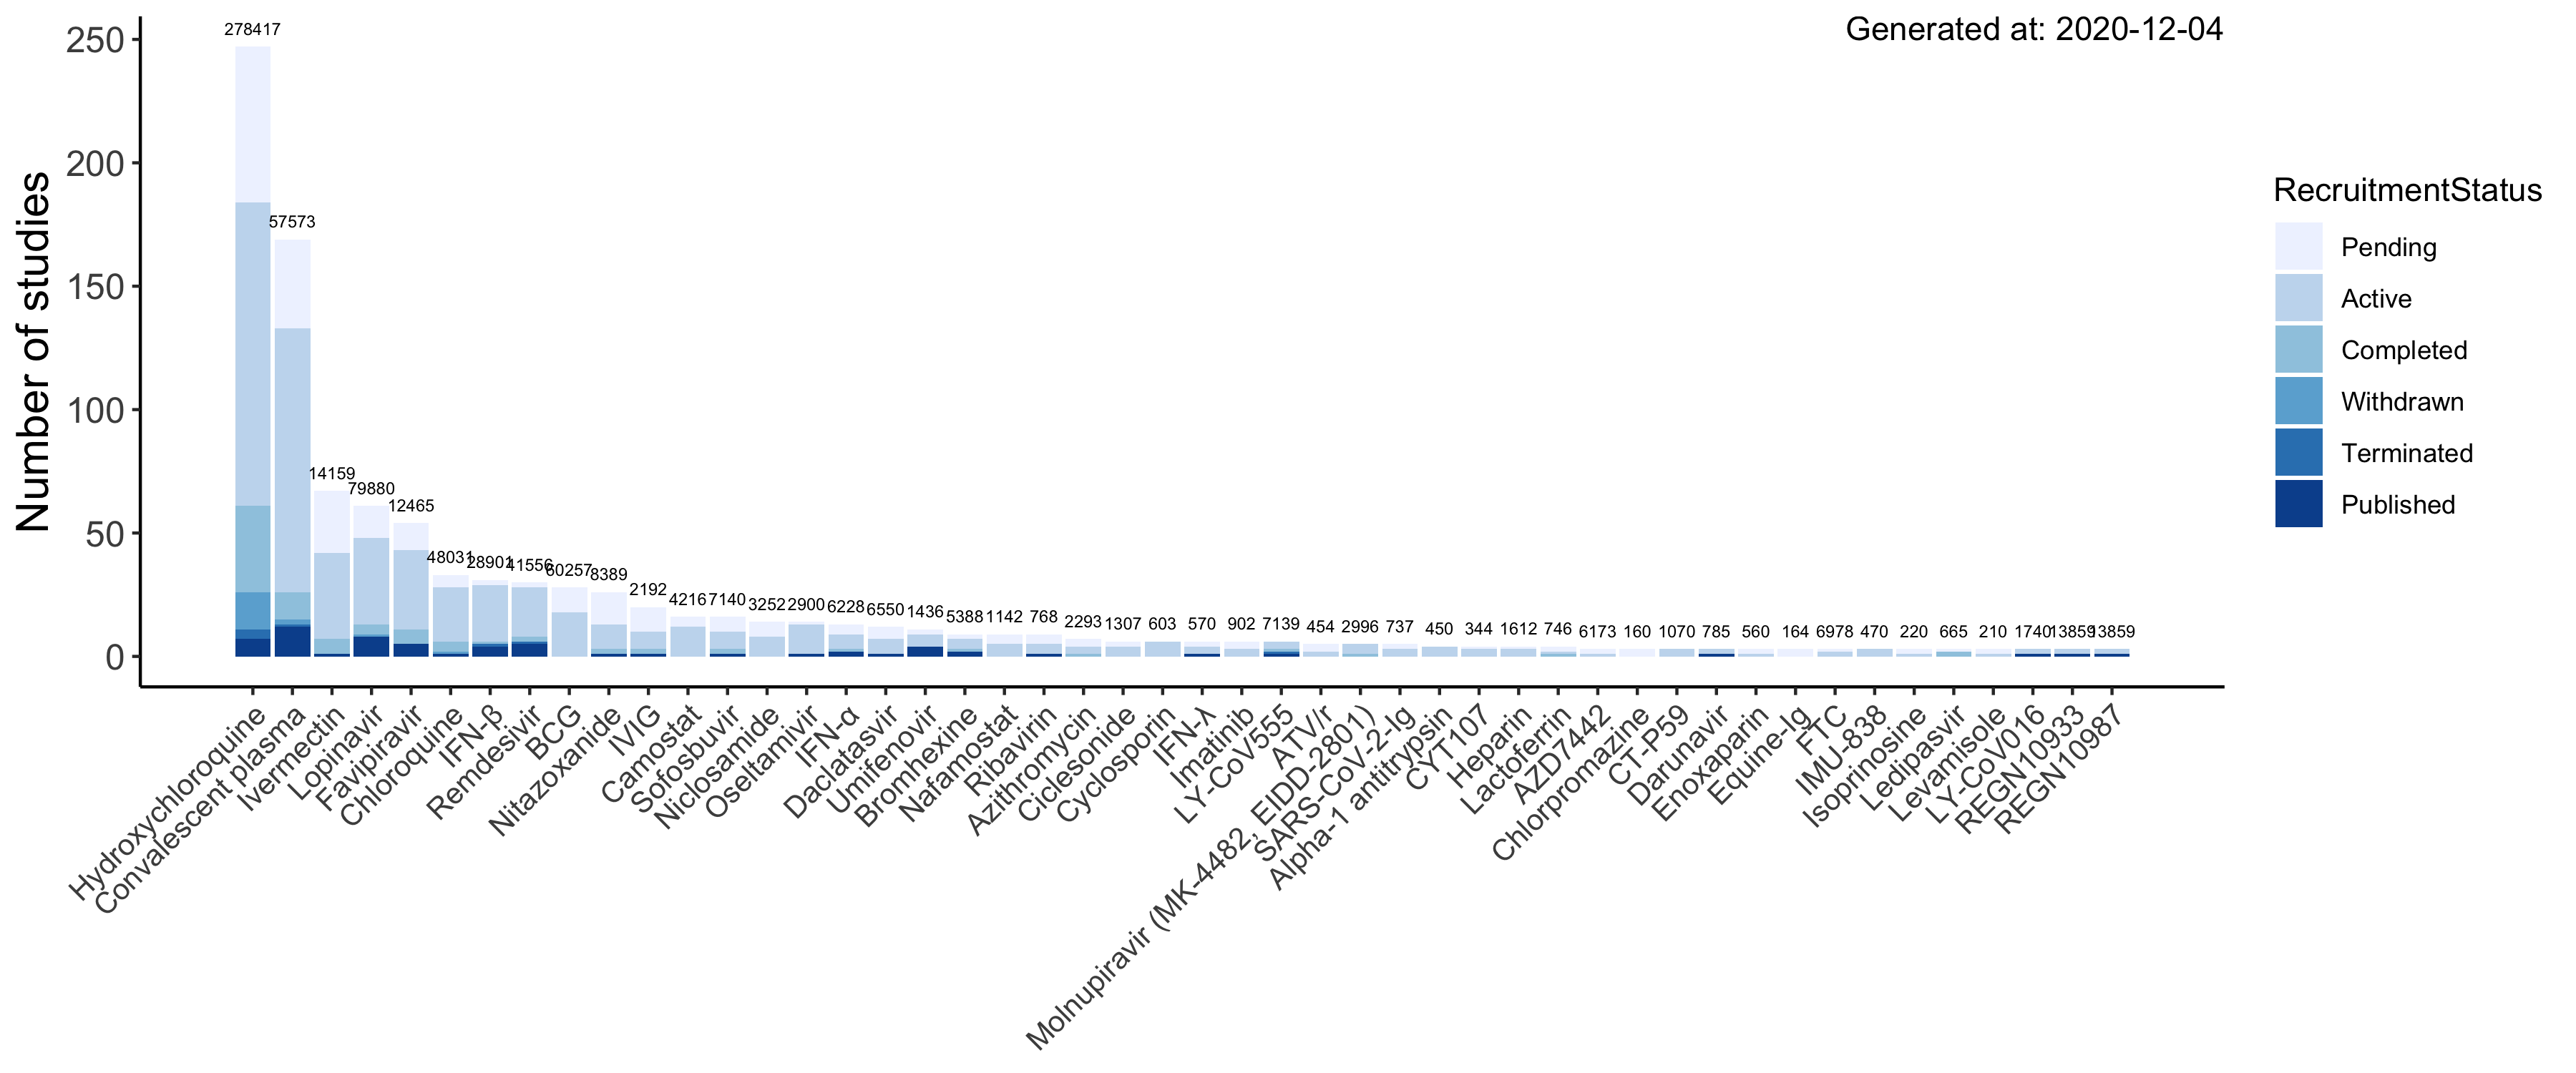 Generated at: 2020-12-04
Number of studies
250
200
150
100
50
0
278417
57573
14159
79880
12465
48031
28901
41556
60257
8389
2192
4216
7140
3252
2900
6228
6550
1436
5388
1142
768
2293
1307
603
570
902
7139
454
2996
737
450
344
1612
746
6173
160
1070
785
560
164
6978
470
220
665
210
1740
13859
13859
Hydroxychloroquine
Convalescent plasma
Ivermectin
Lopinavir
Favipiravir
Chloroquine
IFN-β
Remdesivir
BCG
Nitazoxanide
IVIG
Camostat
Sofosbuvir
Niclosamide
Oseltamivir
IFN-α
Daclatasvir
Umifenovir
Bromhexine
Nafamostat
Ribavirin
Azithromycin
Ciclesonide
Cyclosporin
IFN-λ
Imatinib
LY-CoV555
ATV/r
Molnupiravir (MK-4482, EIDD-2801)
SARS-CoV-2-Ig
Alpha-1 antitrypsin
CYT107
Heparin
Lactoferrin
AZD7442
Chlorpromazine
CT-P59
Darunavir
Enoxaparin
Equine-Ig
FTC
IMU-838
Isoprinosine
Ledipasvir
Levamisole
LY-CoV016
REGN10933
REGN10987
RecruitmentStatus
Pending
Active
Completed
Withdrawn
Terminated
Published